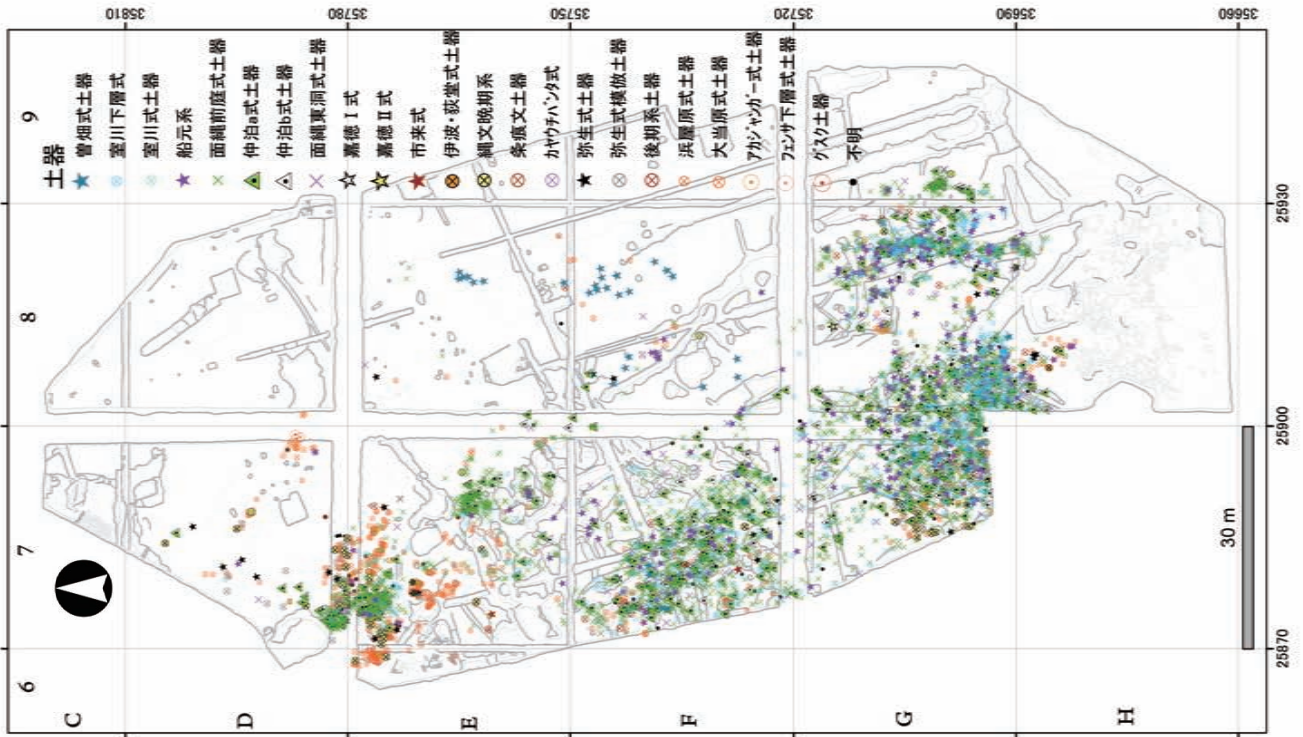 土器
曽畑式土器
室川下層式
室川式土器
船元系
面縄前庭式土器
仲泊a式土器
仲泊b式土器
面縄東洞式土器
嘉徳Ⅰ式
嘉徳Ⅱ式
市来式
伊波・荻堂式土器
縄文晩期系
条痕文土器
カヤウチバンタ式
弥生式土器
弥生式模倣土器
後期系土器
浜屋原式土器
大当原式土器
アカジャンガー式土器
フェンサ下層式土器
グスク土器
不明
6
7
8
9
C
D
E
F
G
H
35810
35780
35750
35720
35690
35660
25930
25900
25870
30 m